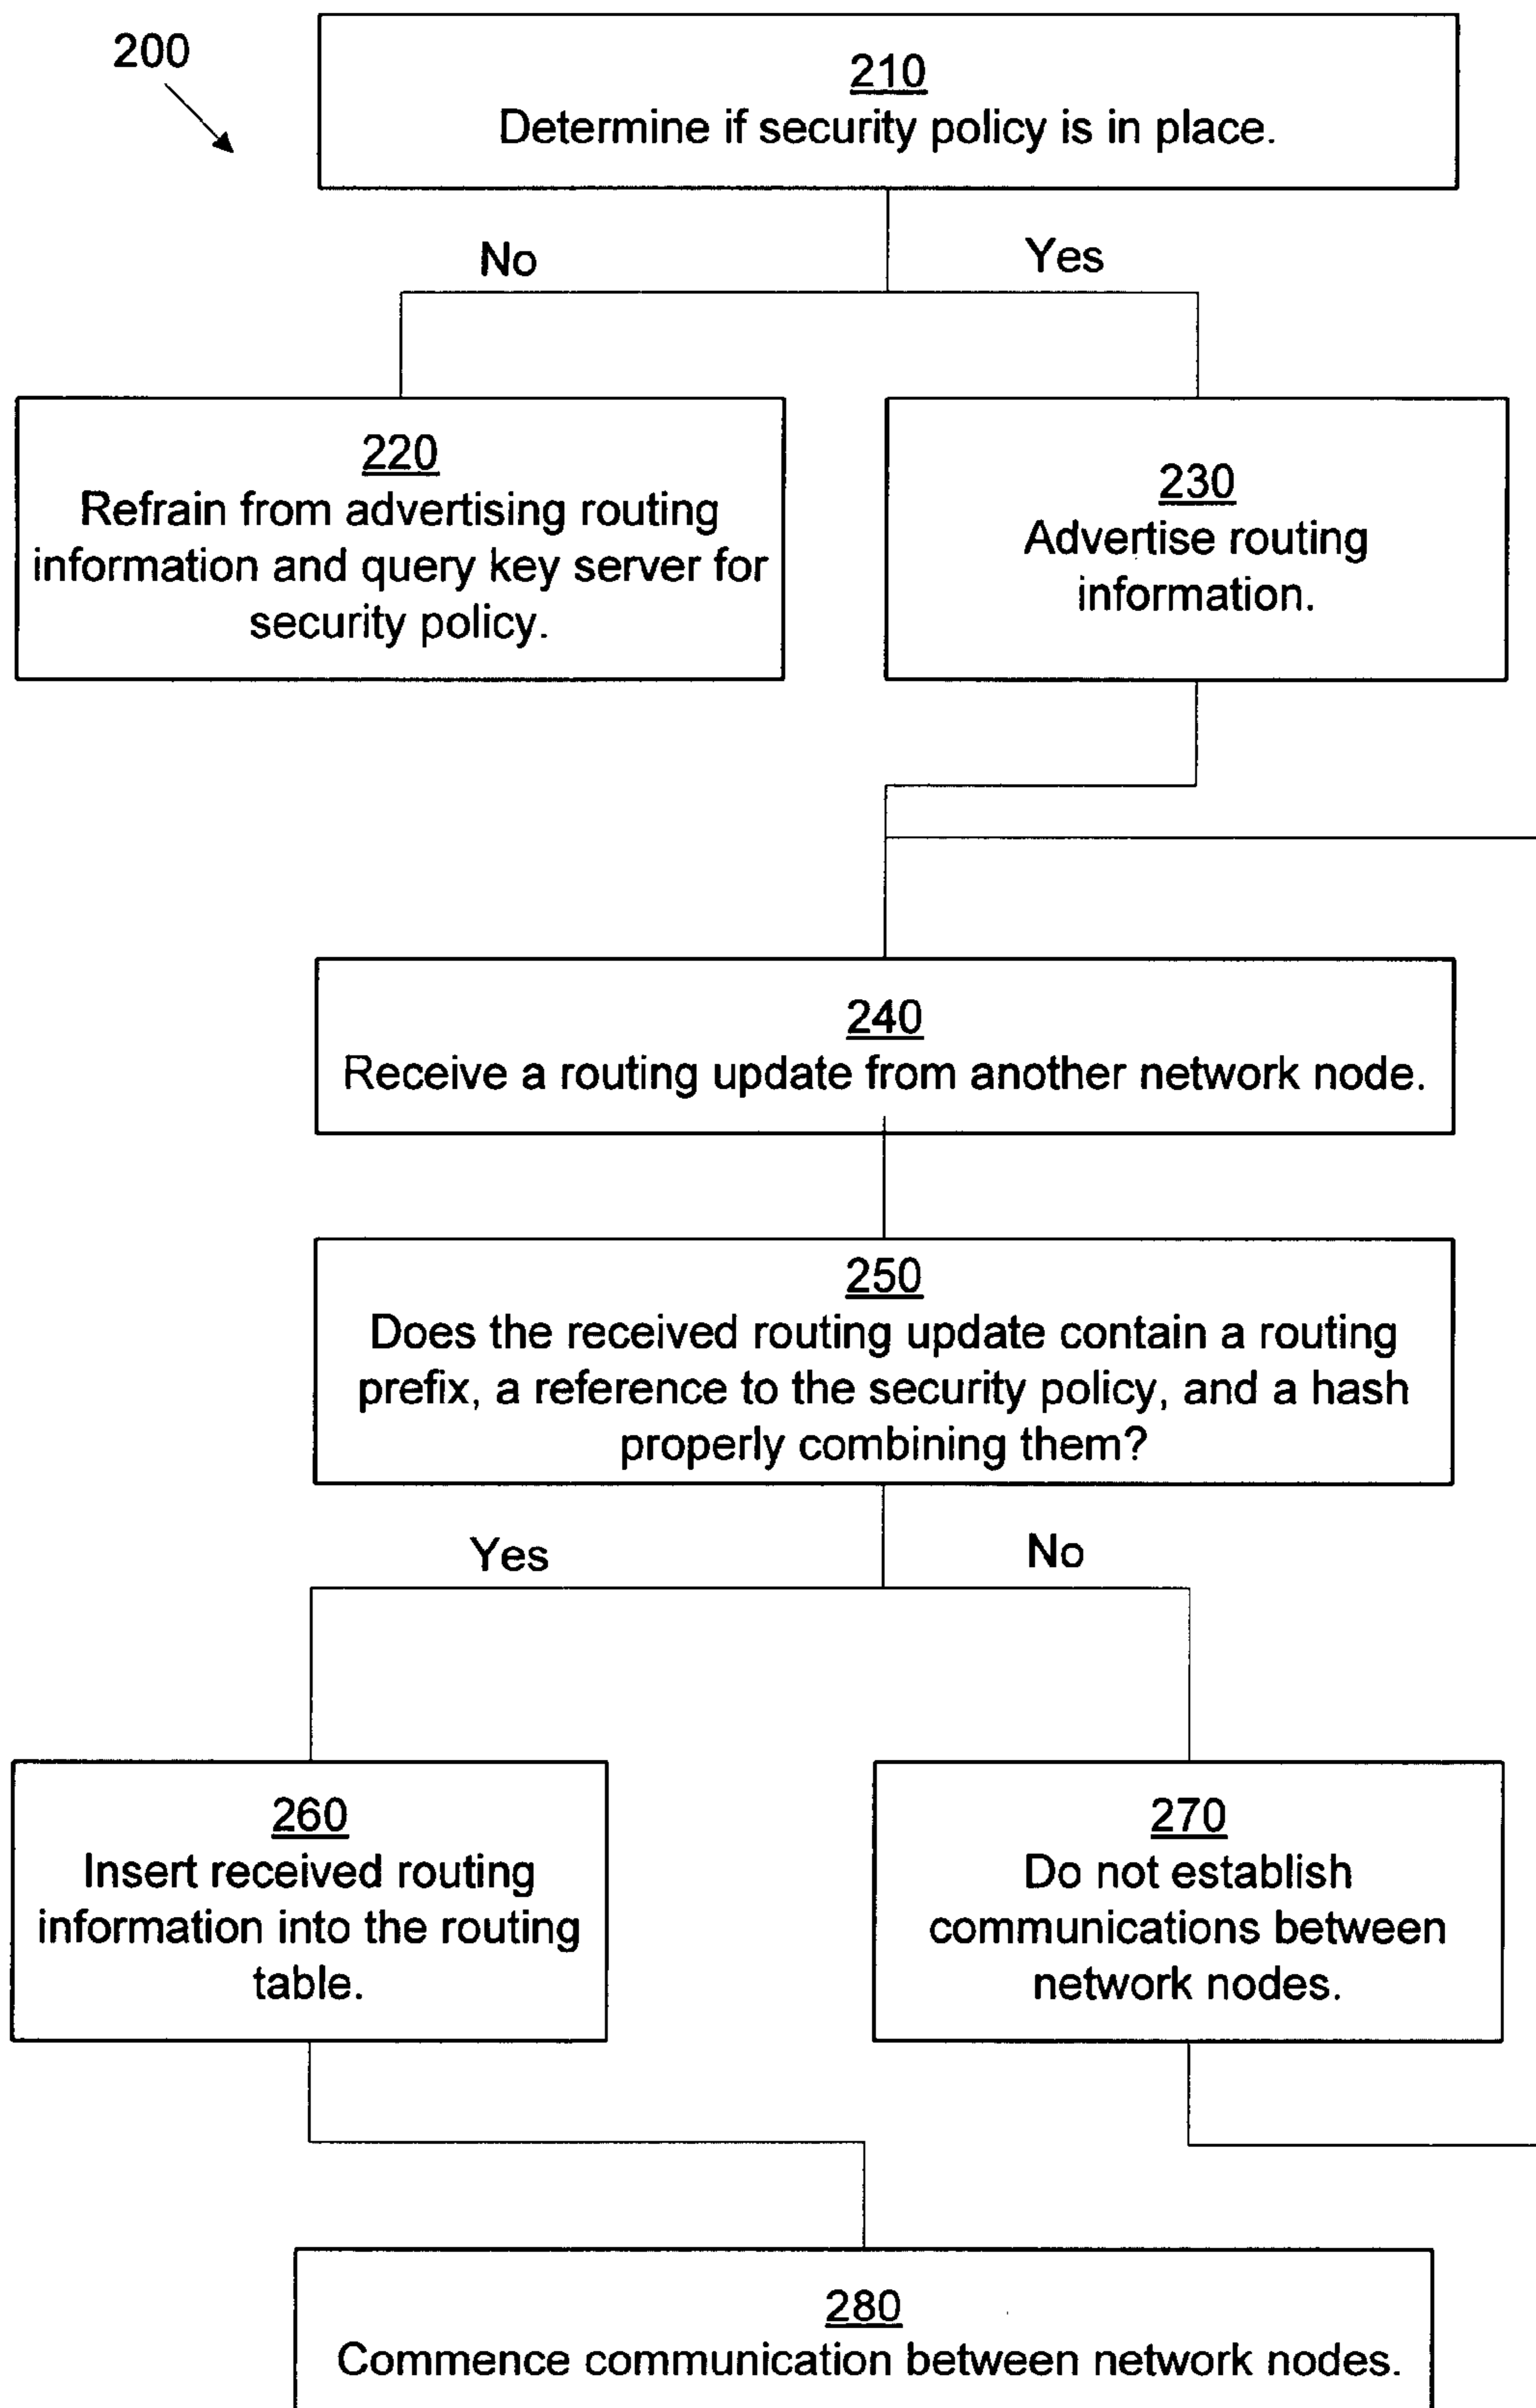 200
210
Determine if security policy is in place.
No
Yes
220
Refrain from advertising routing
information and query key server for
security policy.
230
Advertise routing
information.
240
Receive a routing update from another network node.
250
Does the received routing update contain a routing
prefix, a reference to the security policy, and a hash
properly combining them?
Yes
No
260
Insert received routing
information into the routing
table.
270
Do not establish
communications between
network nodes.
280
Commence communication between network nodes.